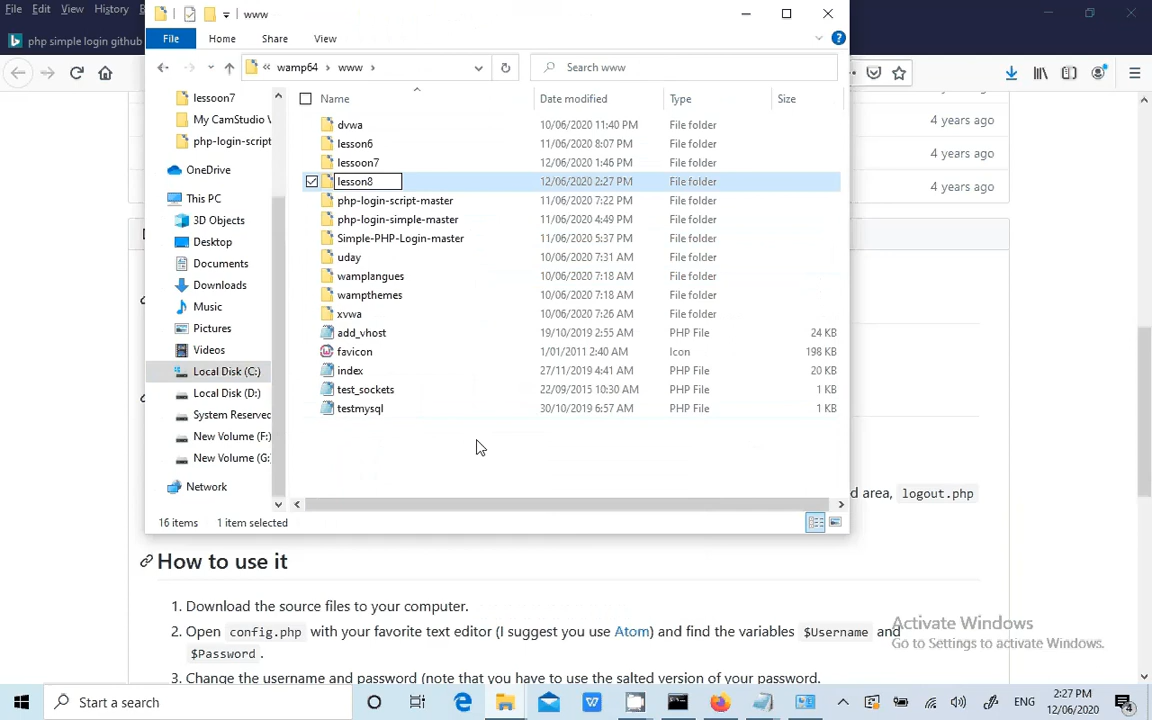 File Edit View History
www
php simple login github
File Home Share View
« wamp64 › www ›
Search www
Name Date modified Type Size
lessoon7
My CamStudio V
php-login-script
OneDrive
This PC
3D Objects
Desktop
Documents
Downloads
Music
Pictures
Videos
Local Disk (C:)
Local Disk (D:)
System Reserved
New Volume (F:)
New Volume (G:
Network
dvwa 10/06/2020 11:40 PM File folder
lesson6 11/06/2020 8:07 PM File folder
lessoon7 12/06/2020 1:46 PM File folder
lesson8 12/06/2020 2:27 PM File folder
php-login-script-master 11/06/2020 7:22 PM File folder
php-login-simple-master 11/06/2020 4:49 PM File folder
Simple-PHP-Login-master 11/06/2020 5:37 PM File folder
uday 10/06/2020 7:31 AM File folder
wamplangues 10/06/2020 7:18 AM File folder
wampthemes 10/06/2020 7:18 AM File folder
xvwa 10/06/2020 7:26 AM File folder
add_vhost 19/10/2019 2:55 AM PHP File 24 KB
favicon 1/01/2011 2:40 AM Icon 198 KB
index 27/11/2019 4:41 AM PHP File 20 KB
test_sockets 22/09/2015 10:30 AM PHP File 1 KB
testmysql 30/10/2019 6:57 AM PHP File 1 KB
16 items 1 item selected
4 years ago
4 years ago
4 years ago
d area, logout.php
How to use it
1. Download the source files to your computer.
2. Open config.php with your favorite text editor (I suggest you use Atom) and find the variables $Username and
$Password .
3. Change the username and password (note that you have to use the salted version of your password.
Activate Windows
Go to Settings to activate Windows.
Start a search
ENG
2:27 PM
12/06/2020
4